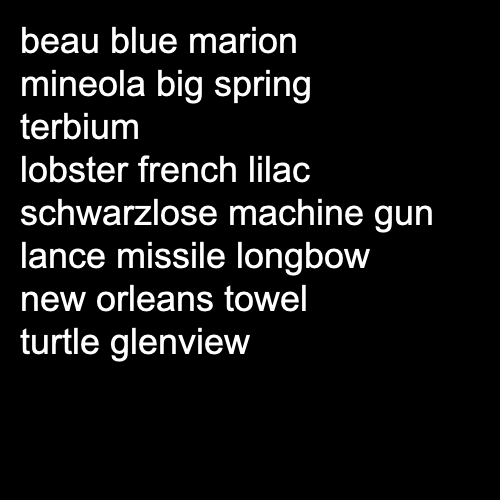 beau blue marion
mineola big spring
terbium
lobster french lilac
schwarzlose machine gun
lance missile longbow
new orleans towel
turtle glenview